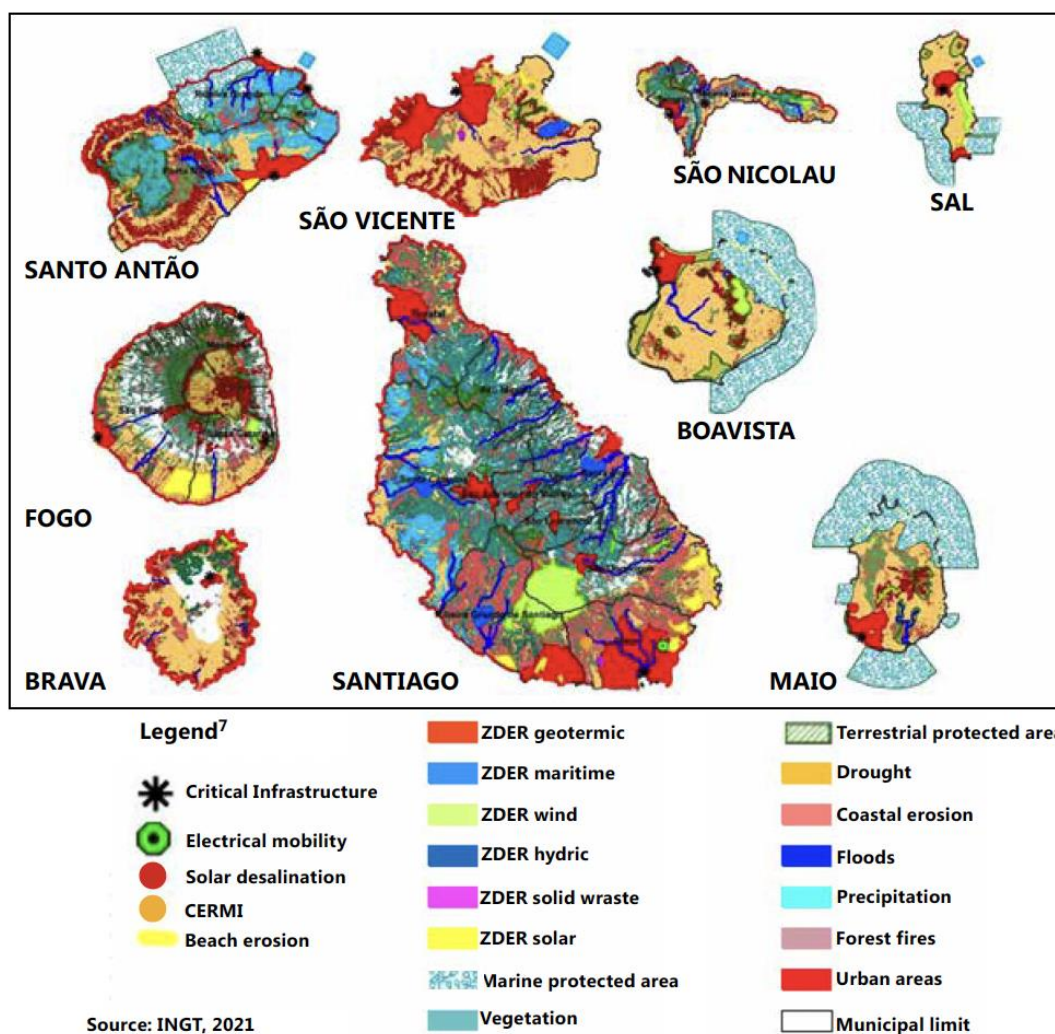 SANTO ANTÃO
SÃO VICENTE
SÃO NICOLAU
SAL
FOGO
BOAVISTA
BRAVA
SANTIAGO
MAIO
Legend7
Critical Infrastructure
Electrical mobility
Solar desalination
CERMI
Beach erosion
ZDER geotermic
ZDER maritime
ZDER wind
ZDER hydric
ZDER solid wraste
ZDER solar
Marine protected area
Vegetation
Terrestrial protected area
Drought
Coastal erosion
Floods
Precipitation
Forest fires
Urban areas
Municipal limit
Source: INGT, 2021